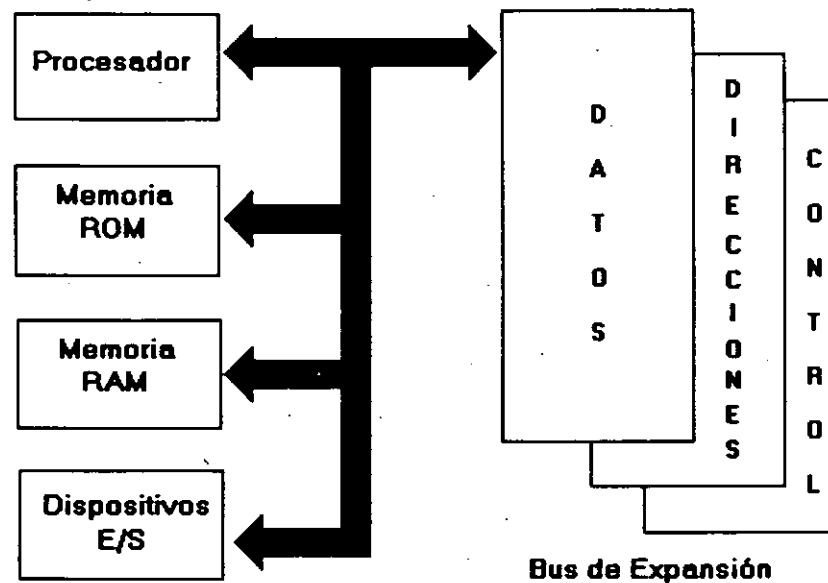 Procesador
Memoria
ROM
Memoria
RAM
Dispositivos
E/S
DATOS
DIRECCIONES
CONTROL
Bus de Expansión